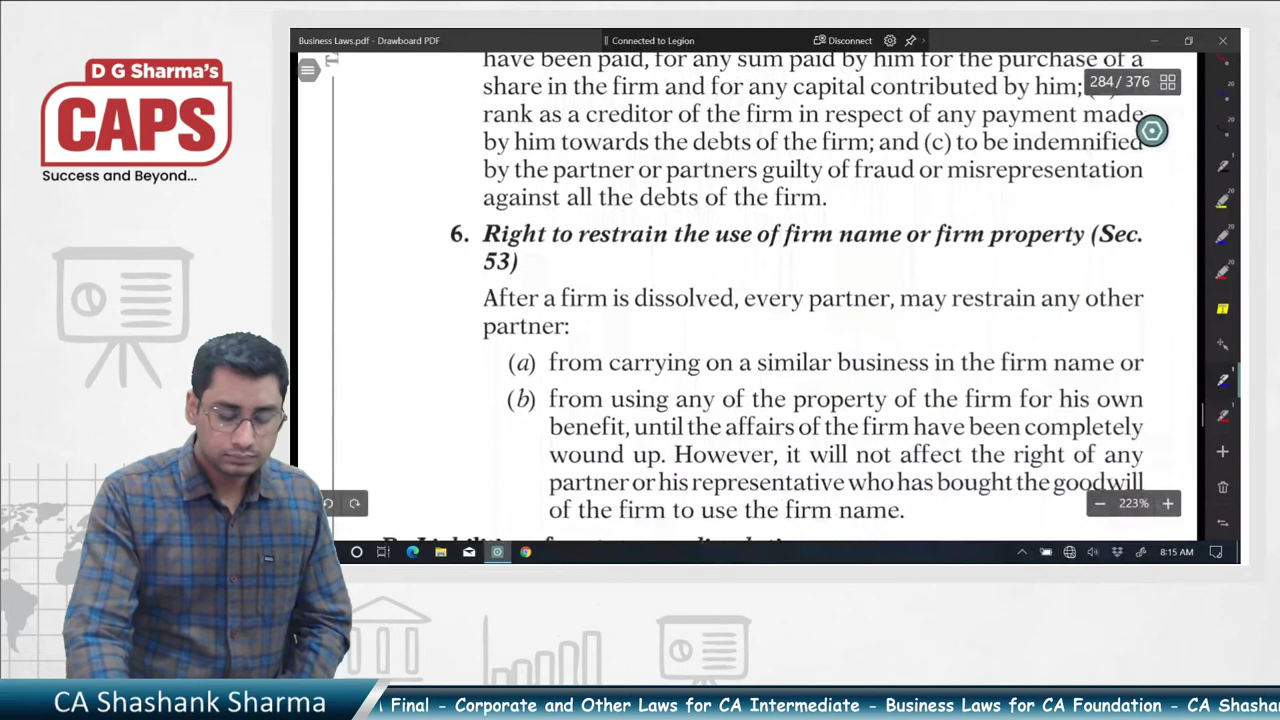 D G Sharma's
CAPS
Success and Beyond...
Business Laws.pdf - Drawboard PDF
Connected to Legion
Disconnect
284 / 376
have been paid, for any sum paid by him for the purchase of a
share in the firm and for any capital contributed by him;
rank as a creditor of the firm in respect of any payment made
by him towards the debts of the firm; and (c) to be indemnified
by the partner or partners guilty of fraud or misrepresentation
against all the debts of the firm.
6. Right to restrain the use of firm name or firm property (Sec.
53)
After a firm is dissolved, every partner, may restrain any other
partner:
(a) from carrying on a similar business in the firm name or
(b) from using any of the property of the firm for his own
benefit, until the affairs of the firm have been completely
wound up. However, it will not affect the right of any
partner or his representative who has bought the goodwill
of the firm to use the firm name.
223%
8:15 AM
CA Shashank Sharma
Final - Corporate and Other Laws for CA Intermediate - Business Laws for CA Foundation - CA Shasha